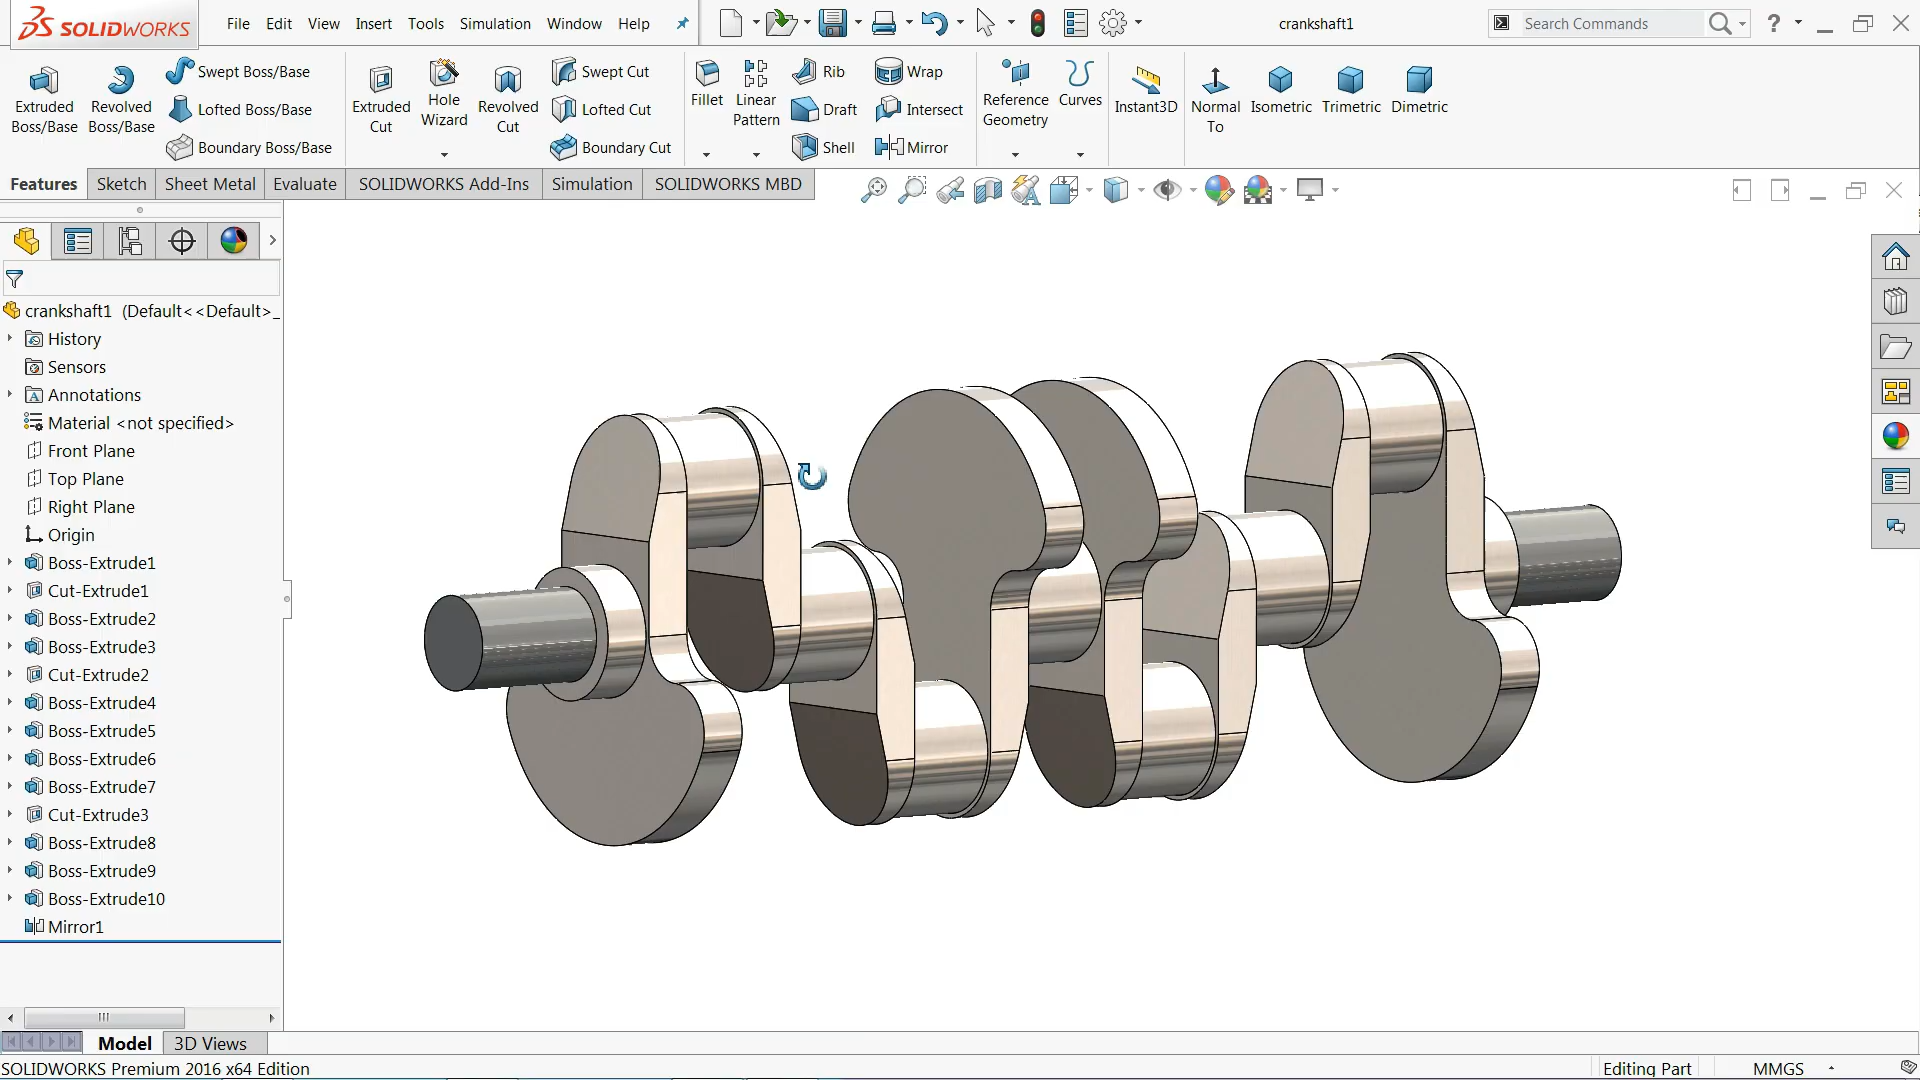 SOLIDWORKS
File Edit View Insert Tools Simulation Window Help
crankshaft1
Search Commands
?
Extruded Boss/Base
Revolved Boss/Base
Swept Boss/Base
Lofted Boss/Base
Boundary Boss/Base
Extruded Cut
Hole Wizard
Revolved Cut
Swept Cut
Lofted Cut
Boundary Cut
Fillet
Linear Pattern
Rib
Draft
Shell
Wrap
Intersect
Mirror
Reference Geometry
Curves
Instant3D
Normal To
Isometric
Trimetric
Dimetric
Features Sketch Sheet Metal Evaluate SOLIDWORKS Add-Ins Simulation SOLIDWORKS MBD
crankshaft1 (Default<<Default>_
History
Sensors
Annotations
Material <not specified>
Front Plane
Top Plane
Right Plane
Origin
Boss-Extrude1
Cut-Extrude1
Boss-Extrude2
Boss-Extrude3
Cut-Extrude2
Boss-Extrude4
Boss-Extrude5
Boss-Extrude6
Boss-Extrude7
Cut-Extrude3
Boss-Extrude8
Boss-Extrude9
Boss-Extrude10
Mirror1
Model 3D Views
SOLIDWORKS Premium 2016 x64 Edition
Editing Part
MMGS